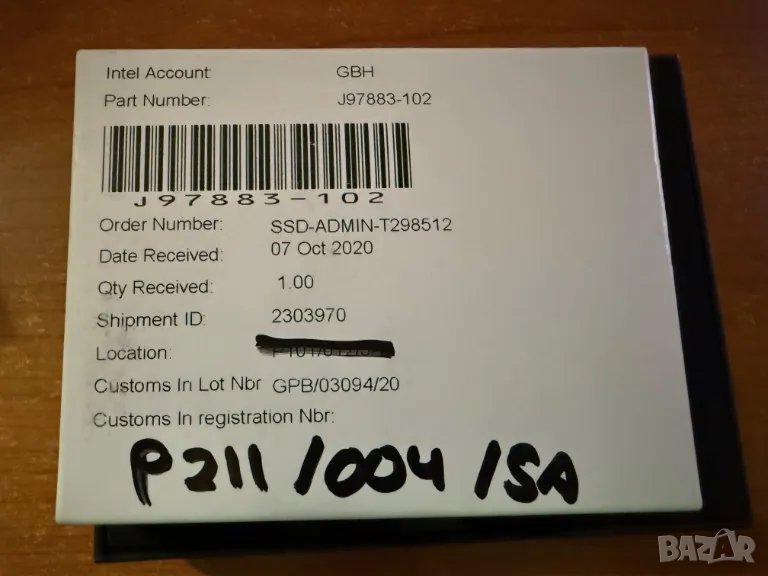 Intel Account: GBH
Part Number: J97883-102
J97883-102
Order Number: SSD-ADMIN-T298512
Date Received: 07 Oct 2020
Qty Received: 1.00
Shipment ID: 2303970
Location:
Customs In Lot Nbr GPB/03094/20
Customs In registration Nbr:
P211/004/SA
BAZAR